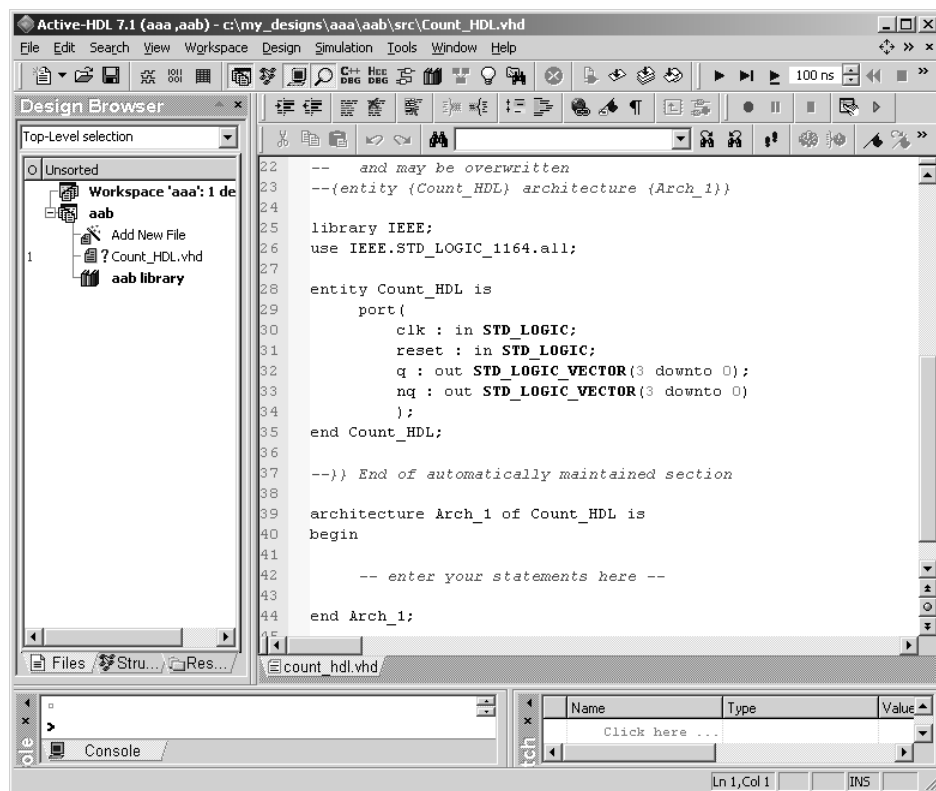 Active-HDL 7.1 (aaa ,aab) - c:\my_designs\aaa\aab\src\Count_HDL.vhd
File Edit Search View Workspace Design Simulation Tools Window Help
C++ DBG HCC DBG 100 ns
Design Browser
Top-Level selection
O Unsorted
Workspace 'aaa': 1 de
aab
Add New File
1 ? Count_HDL.vhd
aab library
Files Stru... Res...
22 -- and may be overwritten
23 --{entity {Count_HDL} architecture {Arch_1}}
24
25 library IEEE;
26 use IEEE.STD_LOGIC_1164.all;
27
28 entity Count_HDL is
29 port(
30 clk : in STD_LOGIC;
31 reset : in STD_LOGIC;
32 q : out STD_LOGIC_VECTOR(3 downto 0);
33 nq : out STD_LOGIC_VECTOR(3 downto 0)
34 );
35 end Count_HDL;
36
37 --}} End of automatically maintained section
38
39 architecture Arch_1 of Count_HDL is
40 begin
41
42 -- enter your statements here --
43
44 end Arch_1;
45
count_hdl.vhd
>
Console
Name Type Value
Click here ...
Ln 1,Col 1 INS